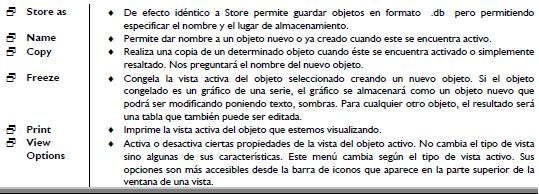 Store as
♦ De efecto idéntico a Store permite guardar objetos en formato .db pero permitiendo
especificar el nombre y el lugar de almacenamiento.
Name
♦ Permite dar nombre a un objeto nuevo o ya creado cuando este se encuentra activo.
Copy
♦ Realiza una copia de un determinado objeto cuando éste se encuentra activado o simplemente
resaltado. Nos preguntará el nombre del nuevo objeto.
Freeze
♦ Congela la vista activa del objeto seleccionado creando un nuevo objeto. Si el objeto
congelado es un gráfico de una serie, el gráfico se almacenará como un objeto nuevo que
podrá ser modificando poniendo texto, sombras. Para cualquier otro objeto, el resultado será
una tabla que también puede ser editada.
Print
♦ Imprime la vista activa del objeto que estemos visualizando.
View
Options
♦ Activa o desactiva ciertas propiedades de la vista del objeto activo. No cambia el tipo de vista
sino algunas de sus características. Este menú cambia según el tipo de vista activa. Sus
opciones son más accesibles desde la barra de iconos que aparece en la parte superior de la
ventana de una vista.